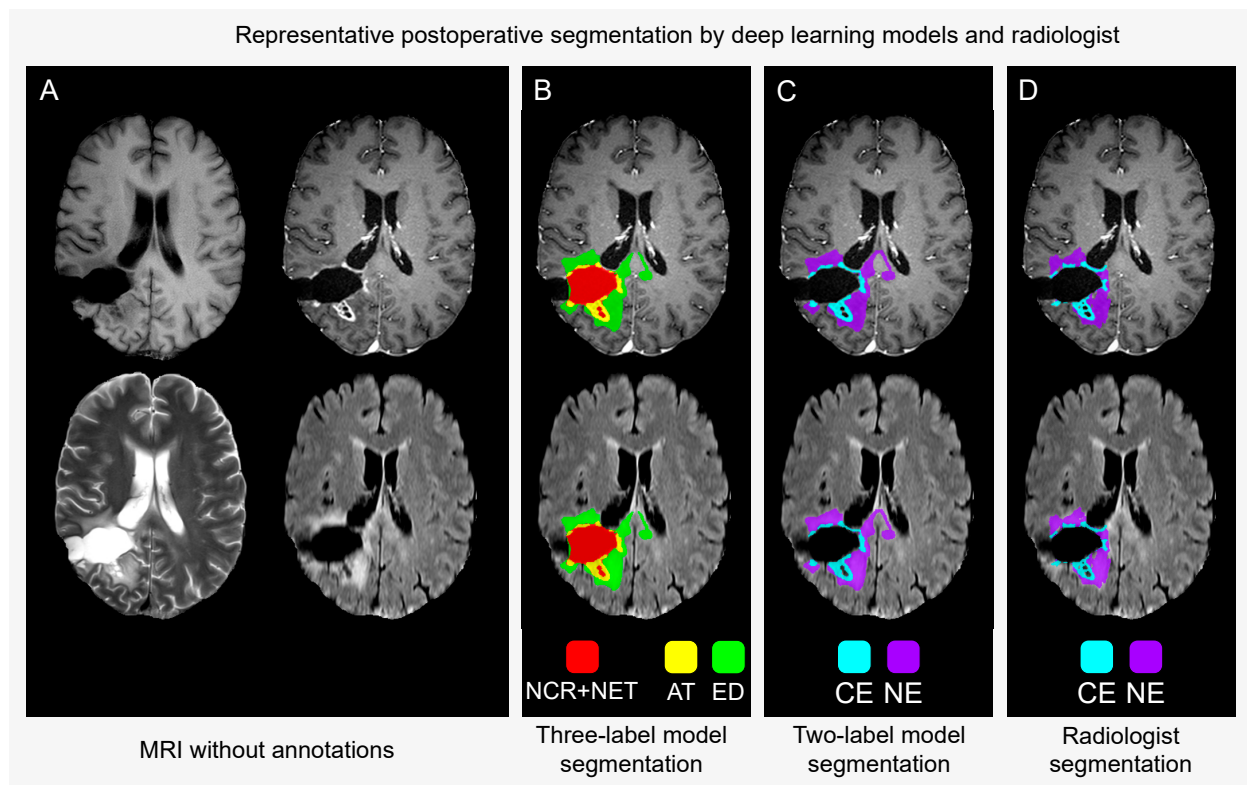 Representative postoperative segmentation by deep learning models and radiologist
A
B
C
D
NCR+NET
AT
ED
CE
NE
CE
NE
MRI without annotations
Three-label model
segmentation
Two-label model
segmentation
Radiologist
segmentation